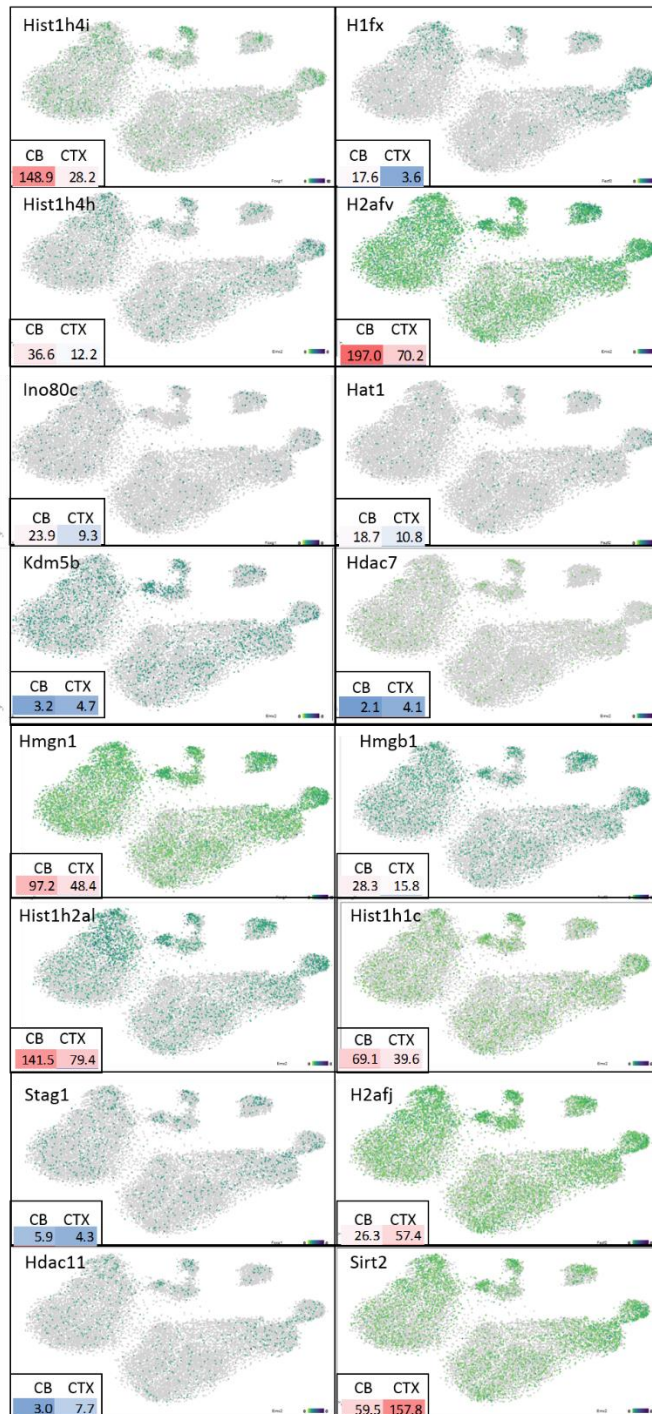 Hist1h4i
CB CTX
148.9 28.2
H1fx
CB CTX
17.6 3.6
Hist1h4h
CB CTX
36.6 12.2
H2afv
CB CTX
197.0 70.2
Ino80c
CB CTX
23.9 9.3
Hat1
CB CTX
18.7 10.8
Kdm5b
CB CTX
3.2 4.7
Hdac7
CB CTX
2.1 4.1
Hmgn1
CB CTX
97.2 48.4
Hmgb1
CB CTX
28.3 15.8
Hist1h2al
CB CTX
141.5 79.4
Hist1h1c
CB CTX
69.1 39.6
Stag1
CB CTX
5.9 4.3
H2afj
CB CTX
26.3 57.4
Hdac11
CB CTX
3.0 7.7
Sirt2
CB CTX
59.5 157.8